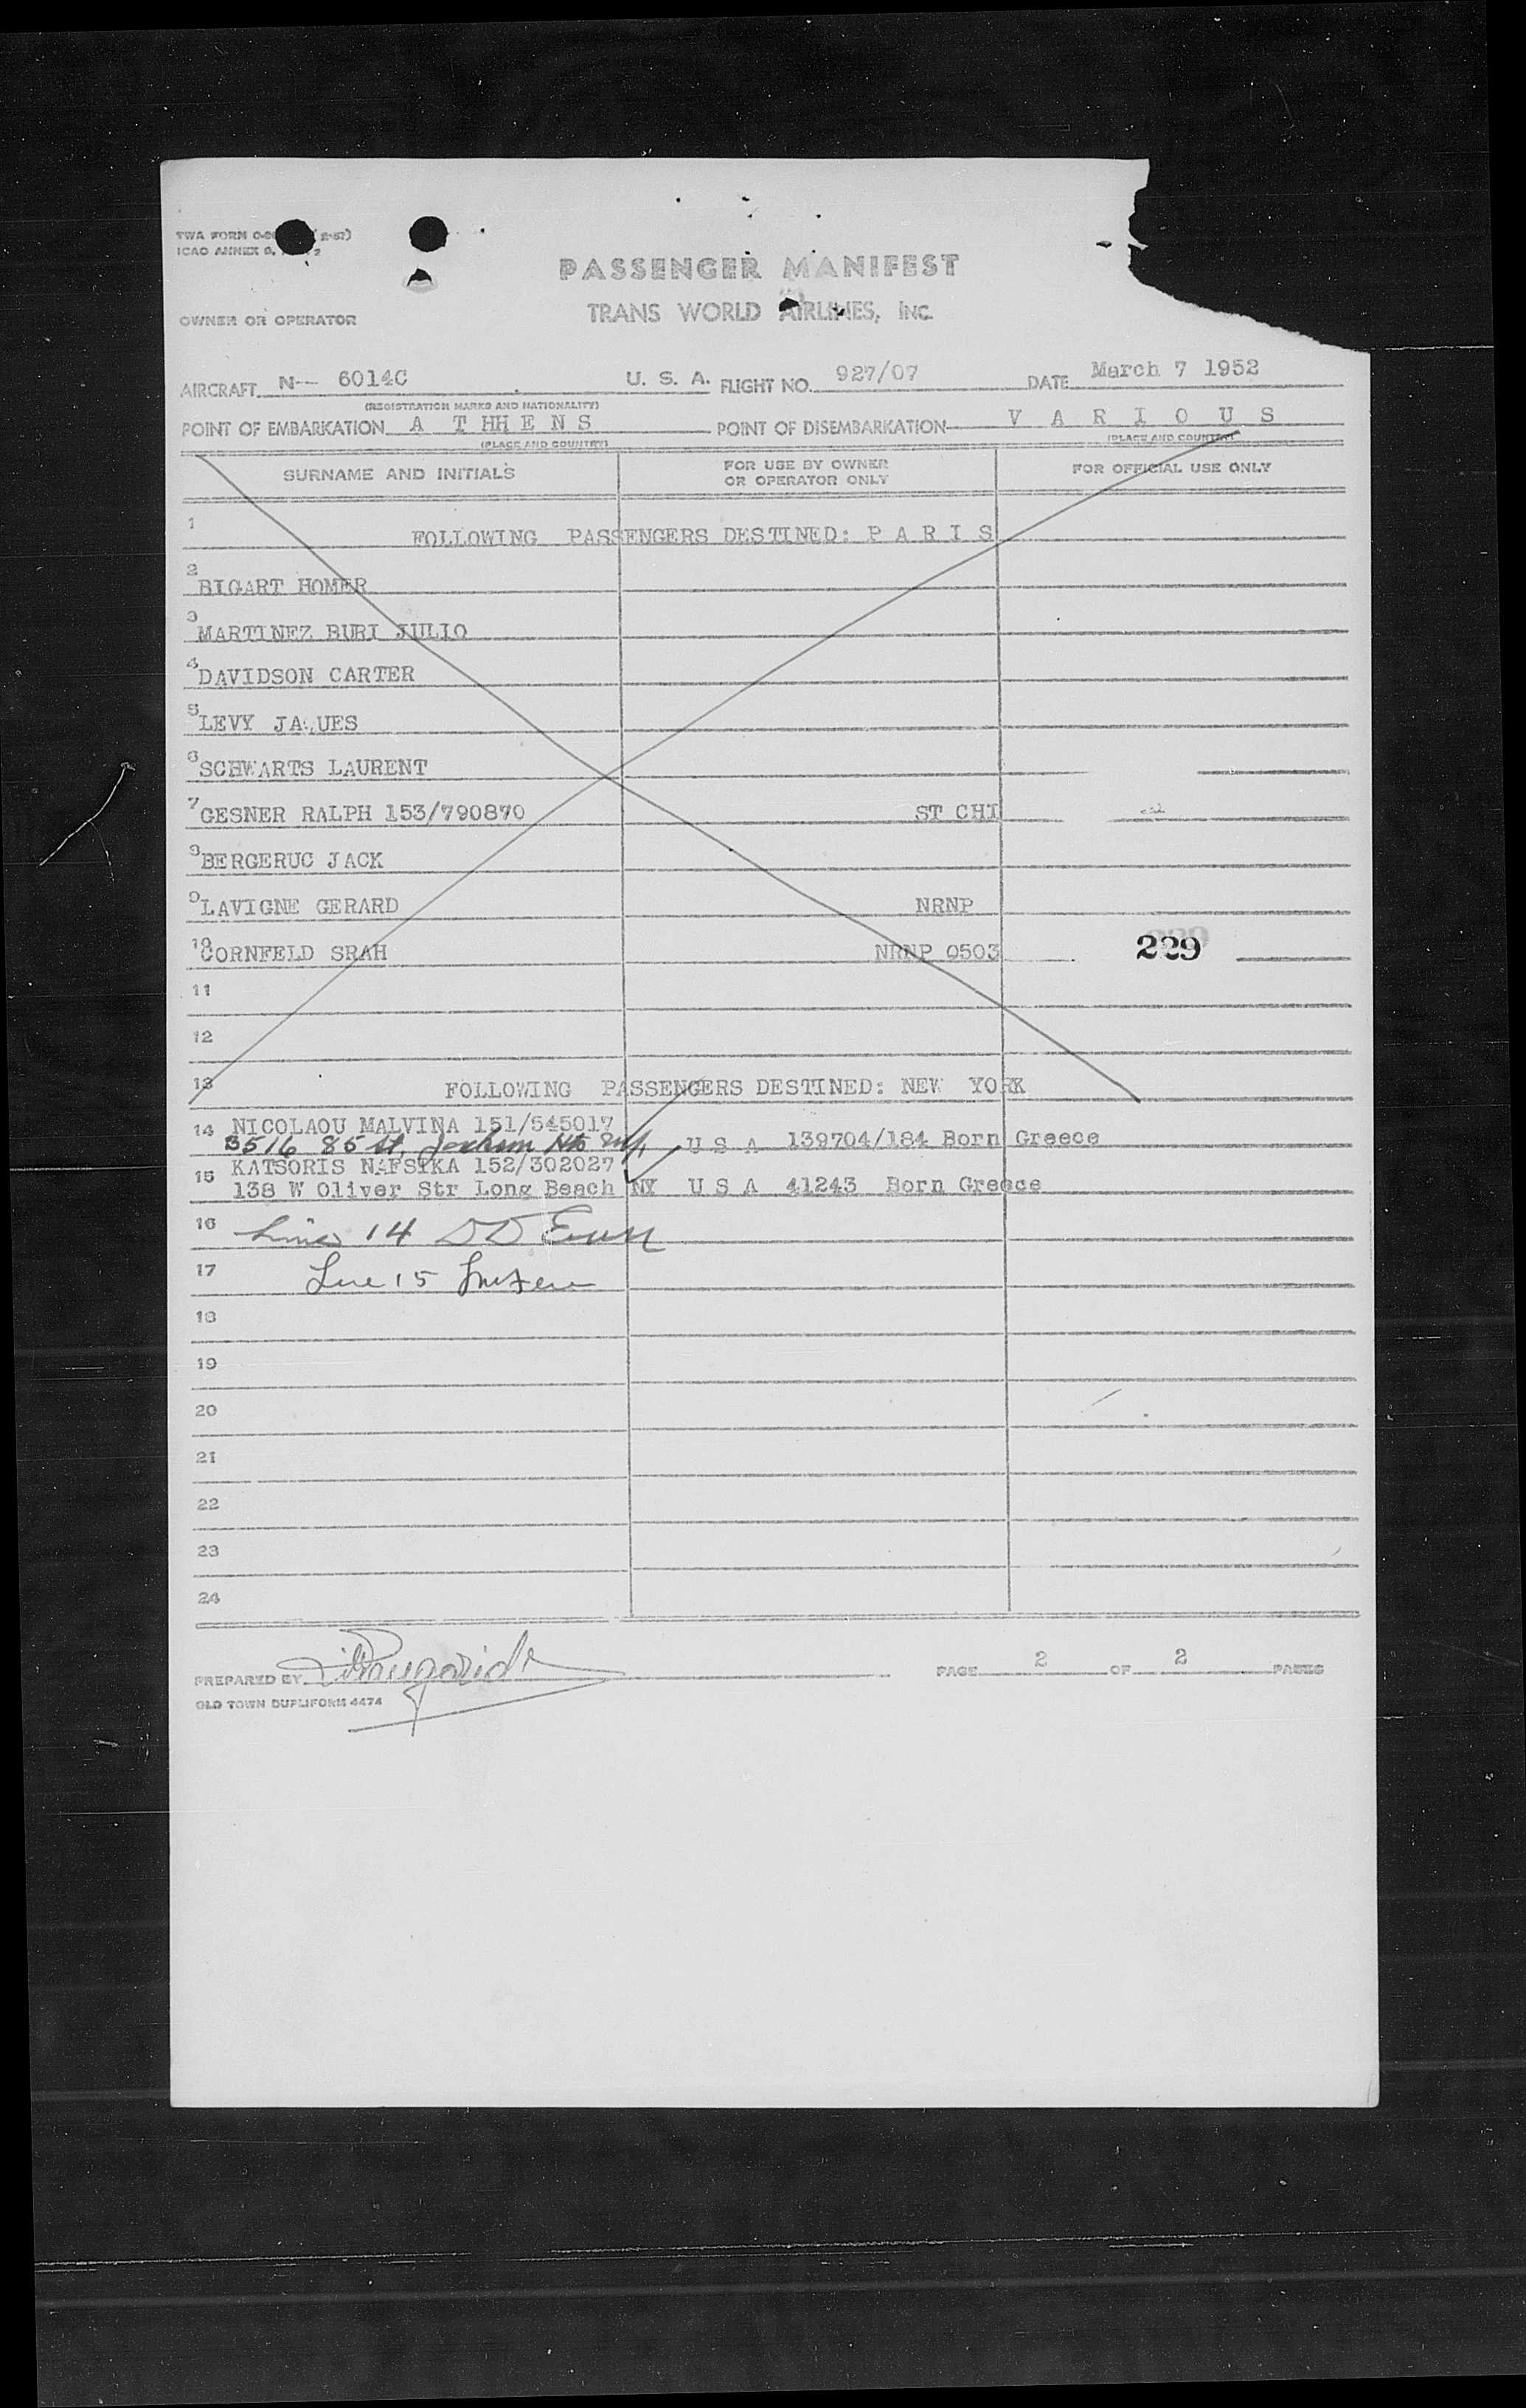 TWA FORM
ICAO ANNEX 9,
PASSENGER MANIFEST
TRANS WORLD AIRLINES, INC.
OWNER OR OPERATOR
AIRCRAFT N-- 6014C U. S. A. FLIGHT NO. 927/07 DATE March 7 1952
(REGISTRATION MARKS AND NATIONALITY)
POINT OF EMBARKATION A T HH E N S POINT OF DISEMBARKATION V A R I O U S
(PLACE AND COUNTRY) (PLACE AND COUNTRY)
SURNAME AND INITIALS FOR USE BY OWNER OR OPERATOR ONLY FOR OFFICIAL USE ONLY
1 FOLLOWING PASSENGERS DESTINED: P A R I S
2 BIGART HOMER
3 MARTINEZ BURI JULIO
4 DAVIDSON CARTER
5 LEVY JAQUES
6 SCHWARTS LAURENT
7 GESNER RALPH 153/790870 ST CHI
8 BERGERUC JACK
9 LAVIGNE GERARD NRNP
10 CORNFELD SRAH NRNP 0503 229
11
12
13 FOLLOWING PASSENGERS DESTINED: NEW YORK
14 NICOLAOU MALVINA 151/545017
3516 85 St, Jackson Hts U S A 139704/184 Born Greece
15 KATSORIS NAFSIKA 152/302027
138 W Oliver Str Long Beach NY U S A 41243 Born Greece
16 Line 14
17 Line 15
18
19
20
21
22
23
24
PREPARED BY PAGE 2 OF 2 PAGES
OLD TOWN DUPLIFORM 4474